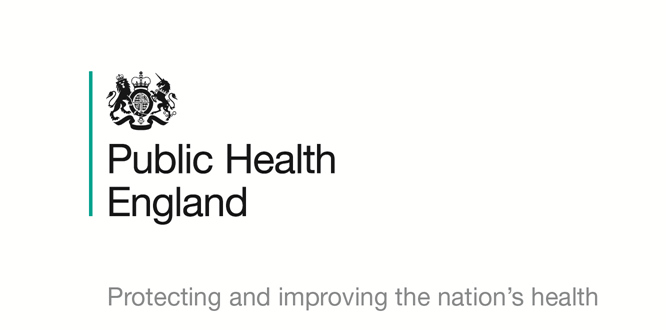 Public Health
England
Protecting and improving the nation's health